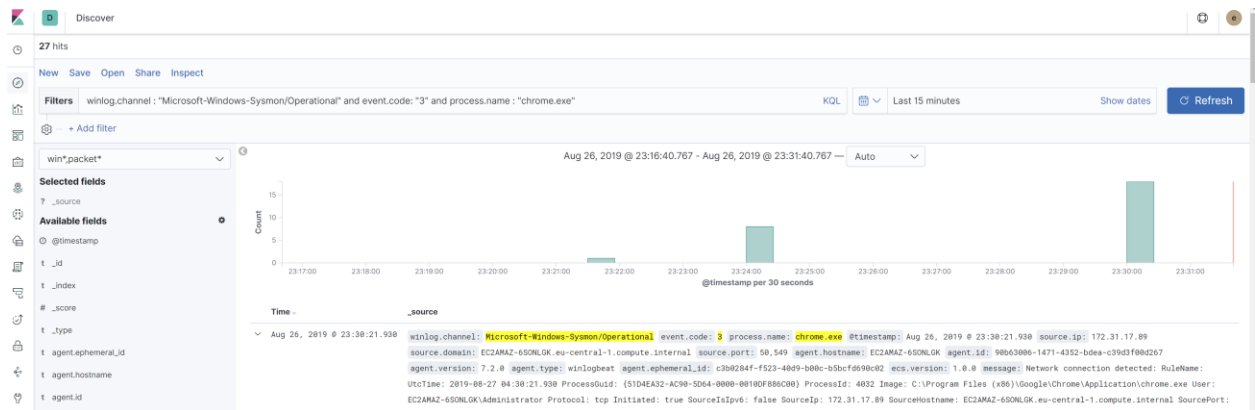 D Discover e
27 hits
New Save Open Share Inspect
Filters winlog.channel : "Microsoft-Windows-Sysmon/Operational" and event.code: "3" and process.name : "chrome.exe" KQL Last 15 minutes Show dates Refresh
+ Add filter
win*,packet*
Aug 26, 2019 @ 23:16:40.767 - Aug 26, 2019 @ 23:31:40.767 — Auto
Selected fields
? _source
Available fields
@timestamp
t _id
t _index
# _score
t _type
t agent.ephemeral_id
t agent.hostname
t agent.id
Count
15
10
5
0
23:17:00 23:18:00 23:19:00 23:20:00 23:21:00 23:22:00 23:23:00 23:24:00 23:25:00 23:26:00 23:27:00 23:28:00 23:29:00 23:30:00 23:31:00
@timestamp per 30 seconds
Time _source
Aug 26, 2019 @ 23:30:21.930 winlog.channel: Microsoft-Windows-Sysmon/Operational event.code: 3 process.name: chrome.exe @timestamp: Aug 26, 2019 @ 23:30:21.930 source.ip: 172.31.17.89
source.domain: EC2AMAZ-6SONLGK.eu-central-1.compute.internal source.port: 50,549 agent.hostname: EC2AMAZ-6SONLGK agent.id: 90b63006-1471-4352-bdea-c39d3f00d267
agent.version: 7.2.0 agent.type: winlogbeat agent.ephemeral_id: c3b0284f-f523-40d9-b00c-b5bcfd690c02 ecs.version: 1.0.0 message: Network connection detected: RuleName:
UtcTime: 2019-08-27 04:30:21.930 ProcessGuid: {51D4EA32-AC90-5D64-0000-0010DF886C00} ProcessId: 4032 Image: C:\Program Files (x86)\Google\Chrome\Application\chrome.exe User:
EC2AMAZ-6SONLGK\Administrator Protocol: tcp Initiated: true SourceIsIpv6: false SourceIp: 172.31.17.89 SourceHostname: EC2AMAZ-6SONLGK.eu-central-1.compute.internal SourcePort: